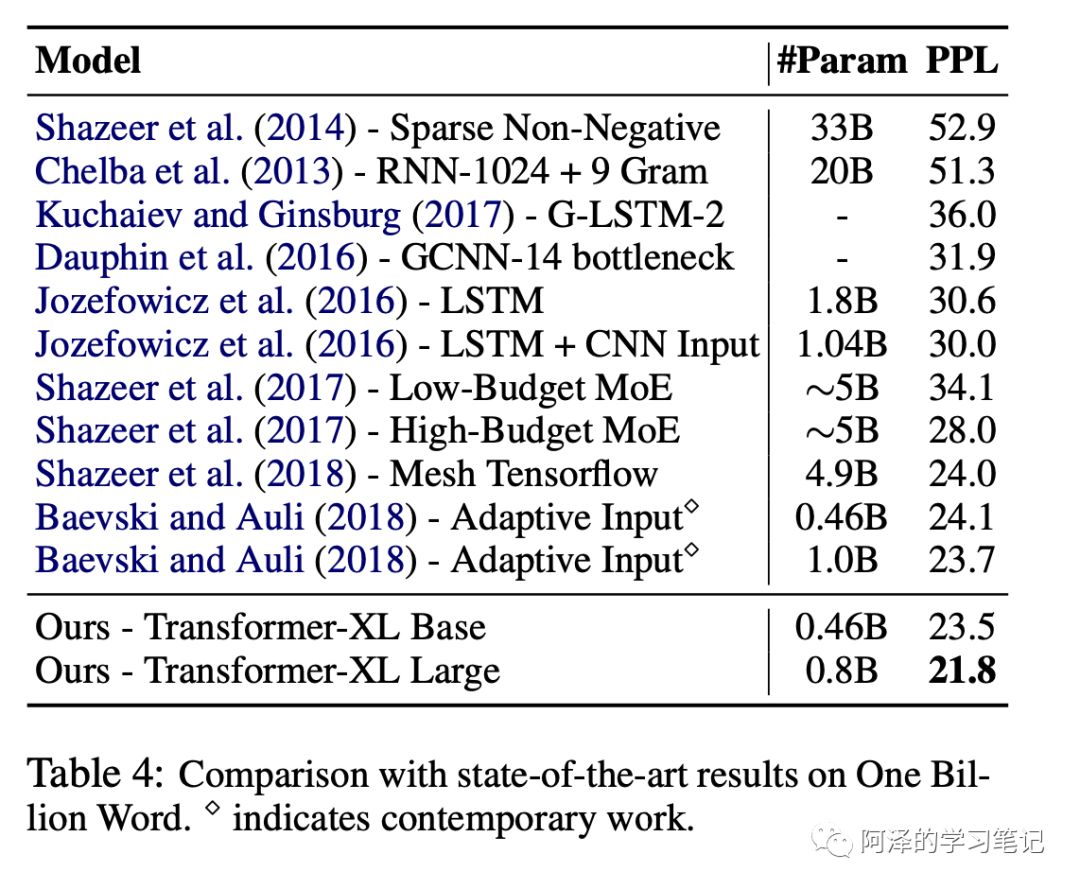 Model #Param PPL
Shazeer et al. (2014) - Sparse Non-Negative 33B 52.9
Chelba et al. (2013) - RNN-1024 + 9 Gram 20B 51.3
Kuchaiev and Ginsburg (2017) - G-LSTM-2 - 36.0
Dauphin et al. (2016) - GCNN-14 bottleneck - 31.9
Jozefowicz et al. (2016) - LSTM 1.8B 30.6
Jozefowicz et al. (2016) - LSTM + CNN Input 1.04B 30.0
Shazeer et al. (2017) - Low-Budget MoE ∼5B 34.1
Shazeer et al. (2017) - High-Budget MoE ∼5B 28.0
Shazeer et al. (2018) - Mesh Tensorflow 4.9B 24.0
Baevski and Auli (2018) - Adaptive Input⋄ 0.46B 24.1
Baevski and Auli (2018) - Adaptive Input⋄ 1.0B 23.7
Ours - Transformer-XL Base 0.46B 23.5
Ours - Transformer-XL Large 0.8B 21.8
Table 4: Comparison with state-of-the-art results on One Bil-
lion Word. ⋄ indicates contemporary work.
阿泽的学习笔记